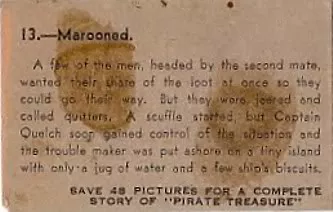 13.—Marooned.
A few of the men, headed by the second mate,
wanted their share of the loot at once so they
could go their way. But they were jeered and
called quitters. A scuffle started, but Captain
Quelch soon gained control of the situation and
the trouble maker was put ashore on a tiny island
with only a jug of water and a few ship's biscuits.
SAVE 48 PICTURES FOR A COMPLETE
STORY OF "PIRATE TREASURE"